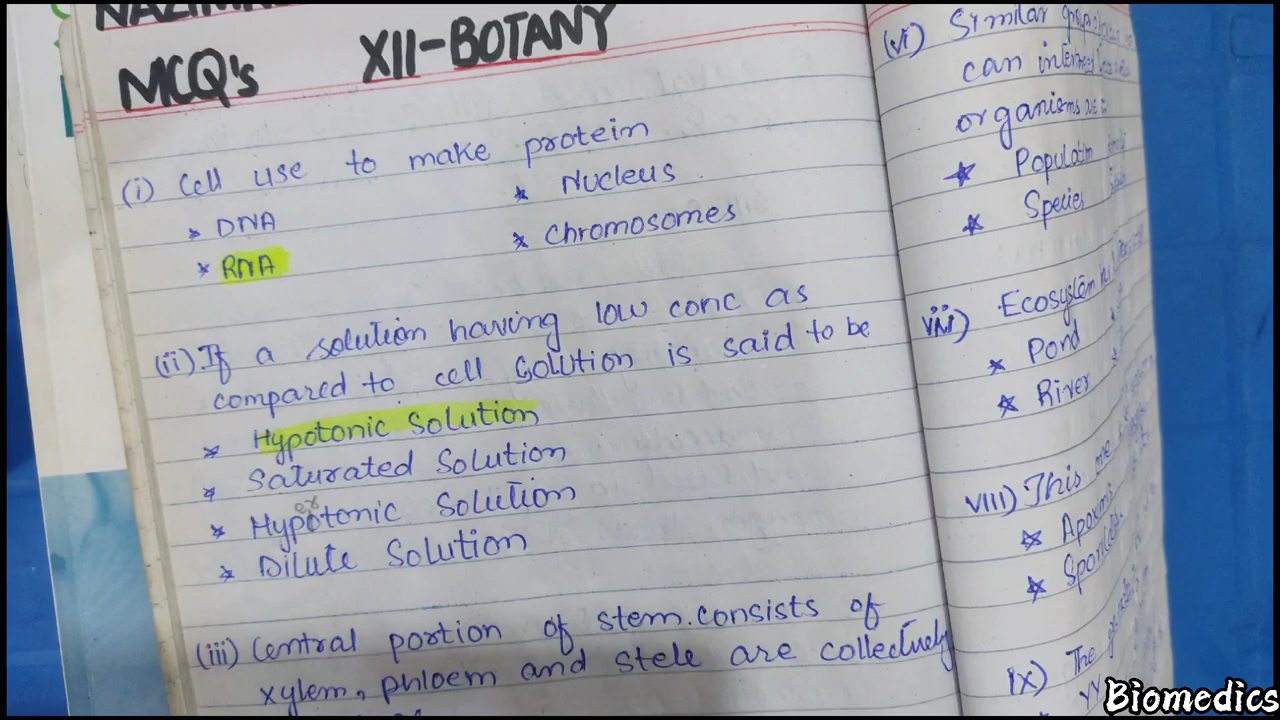 MCQ's XII-BOTANY
(i) Cell use to make protein
* DNA * Nucleus
* RNA * Chromosomes
(ii) If a solution having low conc as
compared to cell solution is said to be
* Hypotonic Solution
* Saturated Solution
* Hypertonic Solution
* Dilute Solution
(iii) Central portion of stem.consists of
xylem, phloem and stele are collectively
(vi) Similar
can
organisms
* Population
* Species
vii) Ecosystem
* Pond
* River
VIII) This one
*
*
ix) The
Biomedics